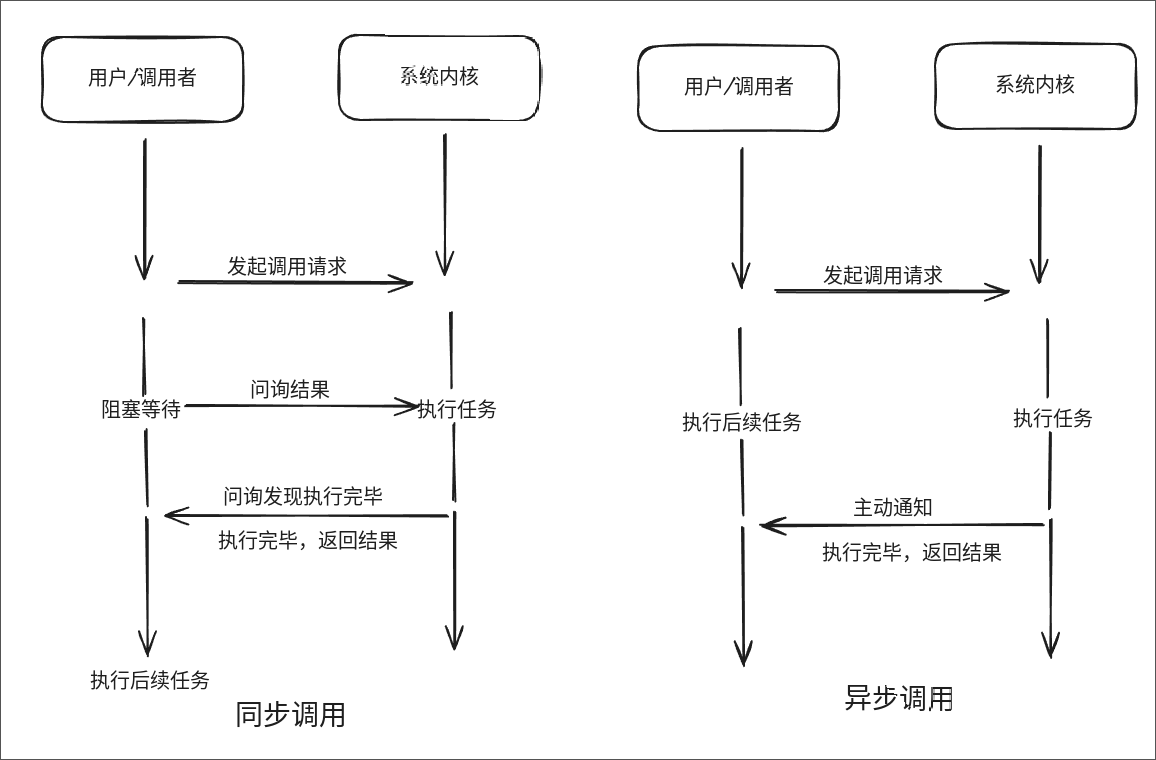 用户/调用者
系统内核
发起调用请求
阻塞等待
问询结果
执行任务
问询发现执行完毕
执行完毕，返回结果
执行后续任务
同步调用
用户/调用者
系统内核
发起调用请求
执行后续任务
执行任务
主动通知
执行完毕，返回结果
异步调用